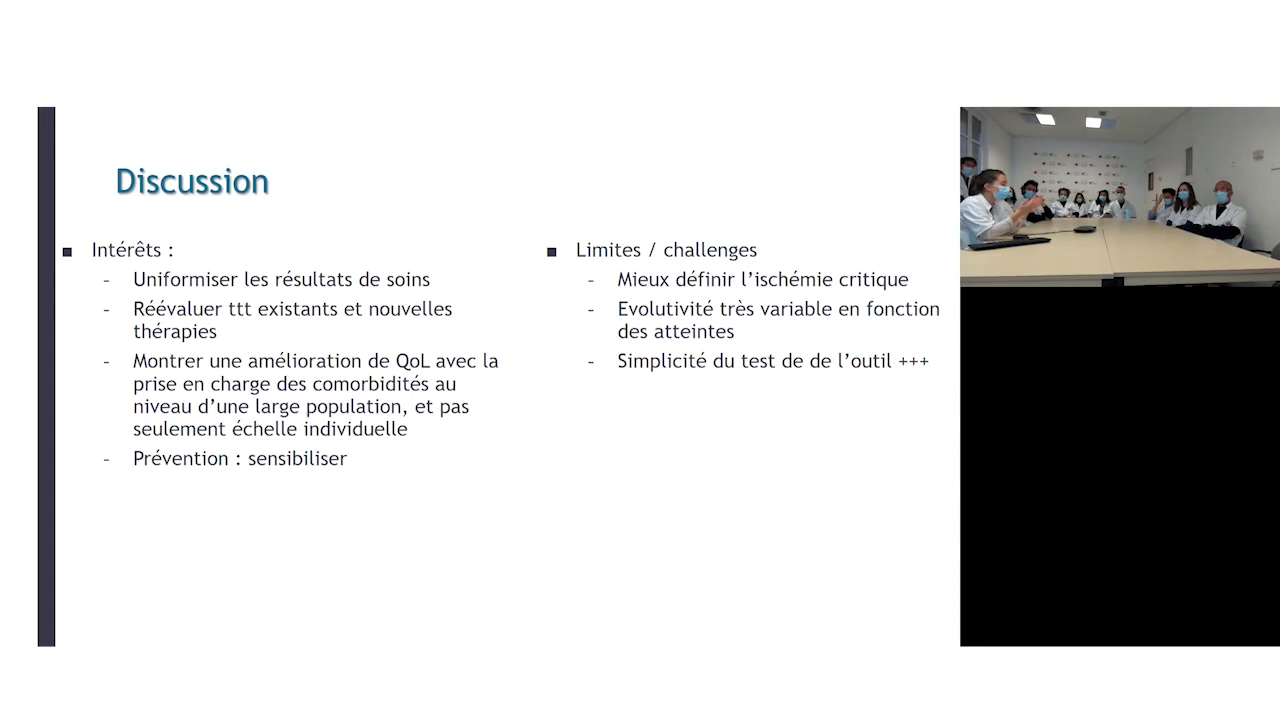 Discussion
■ Intérêts :
- Uniformiser les résultats de soins
- Réévaluer ttt existants et nouvelles
thérapies
- Montrer une amélioration de QoL avec la
prise en charge des comorbidités au
niveau d’une large population, et pas
seulement échelle individuelle
- Prévention : sensibiliser
■ Limites / challenges
- Mieux définir l’ischémie critique
- Evolutivité très variable en fonction
des atteintes
- Simplicité du test de de l’outil +++